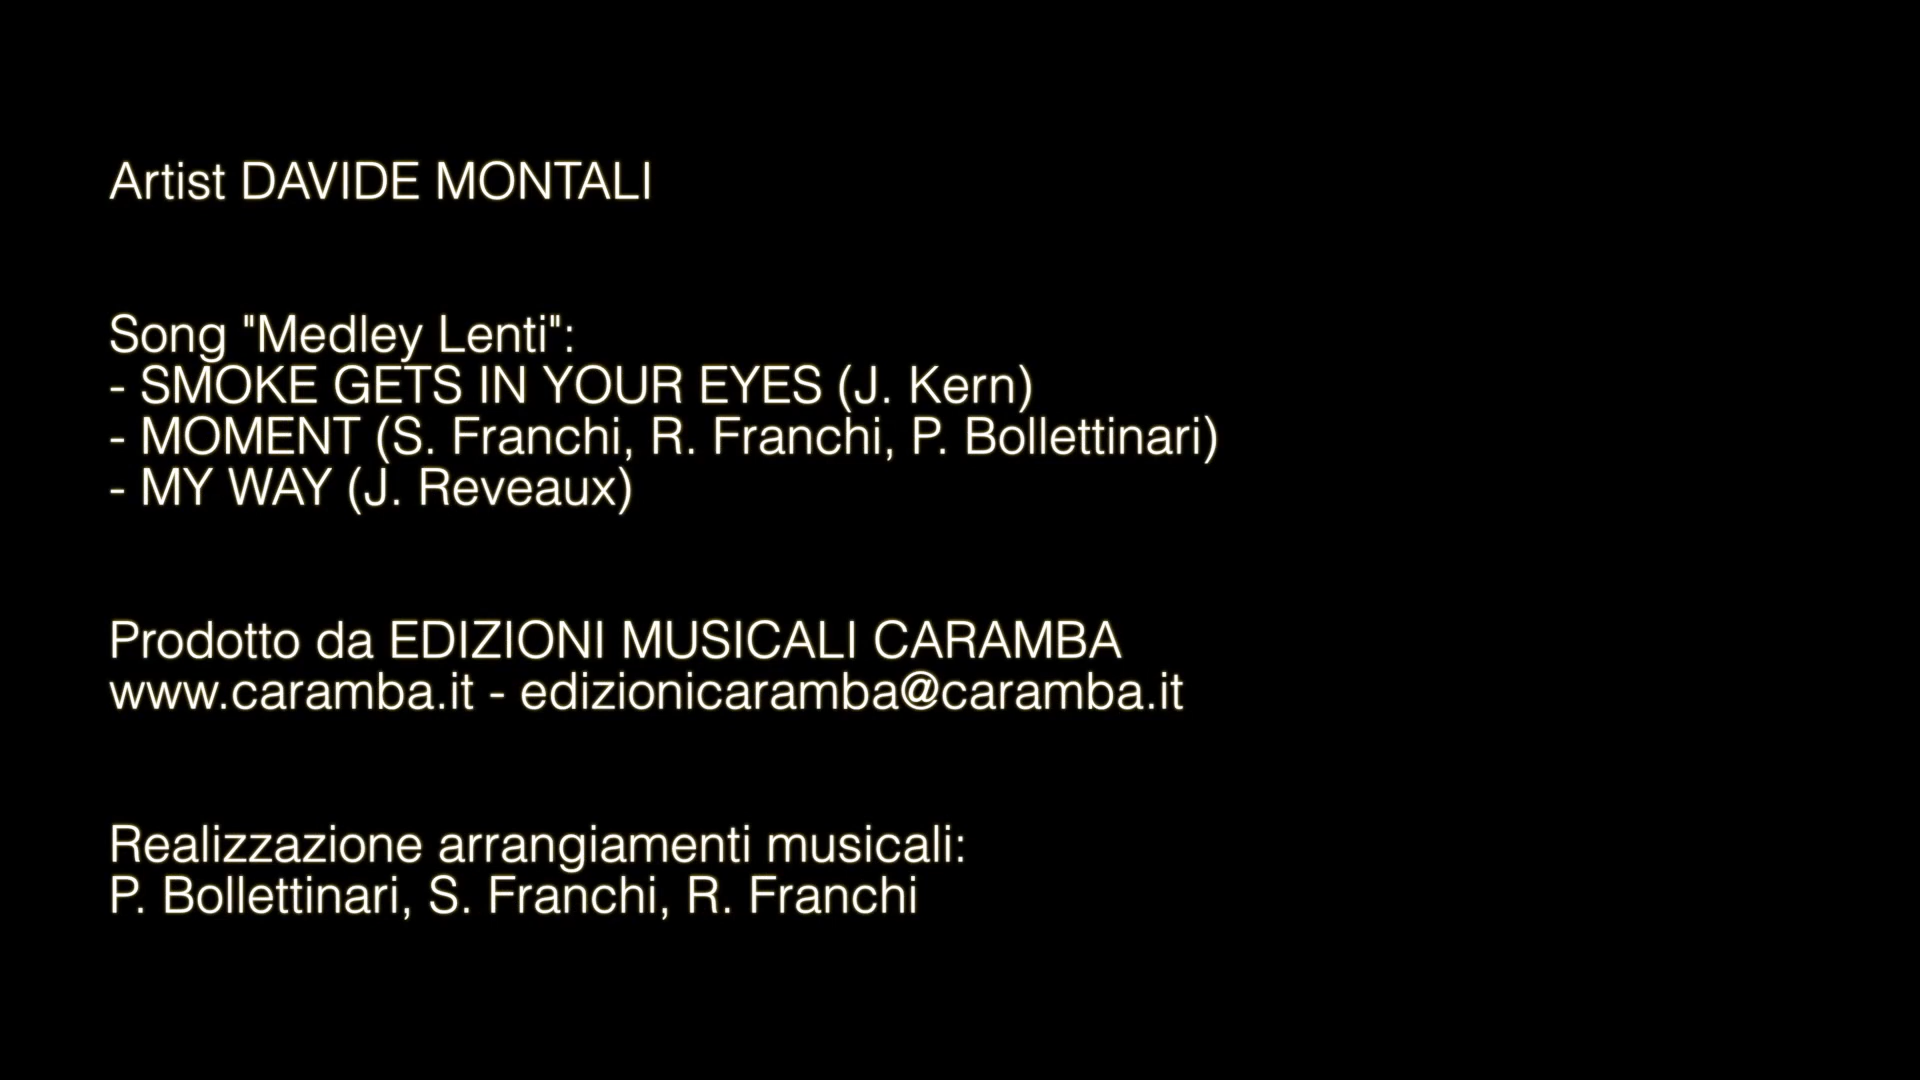 Artist DAVIDE MONTALI
Song "Medley Lenti":
- SMOKE GETS IN YOUR EYES (J. Kern)
- MOMENT (S. Franchi, R. Franchi, P. Bollettinari)
- MY WAY (J. Reveaux)
Prodotto da EDIZIONI MUSICALI CARAMBA
www.caramba.it - edizionicaramba@caramba.it
Realizzazione arrangiamenti musicali:
P. Bollettinari, S. Franchi, R. Franchi